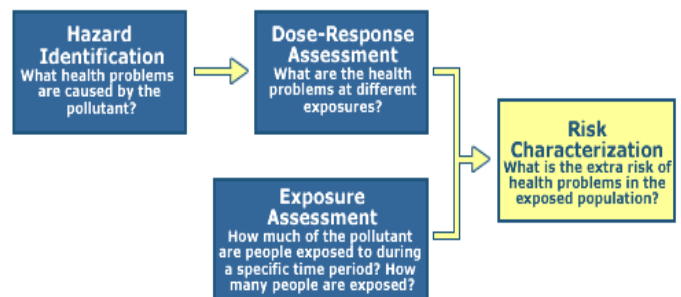 Hazard
Identification
What health problems
are caused by the
pollutant?
Dose-Response
Assessment
What are the health
problems at different
exposures?
Exposure
Assessment
How much of the pollutant
are people exposed to during
a specific time period? How
many people are exposed?
Risk
Characterization
What is the extra risk of
health problems in the
exposed population?